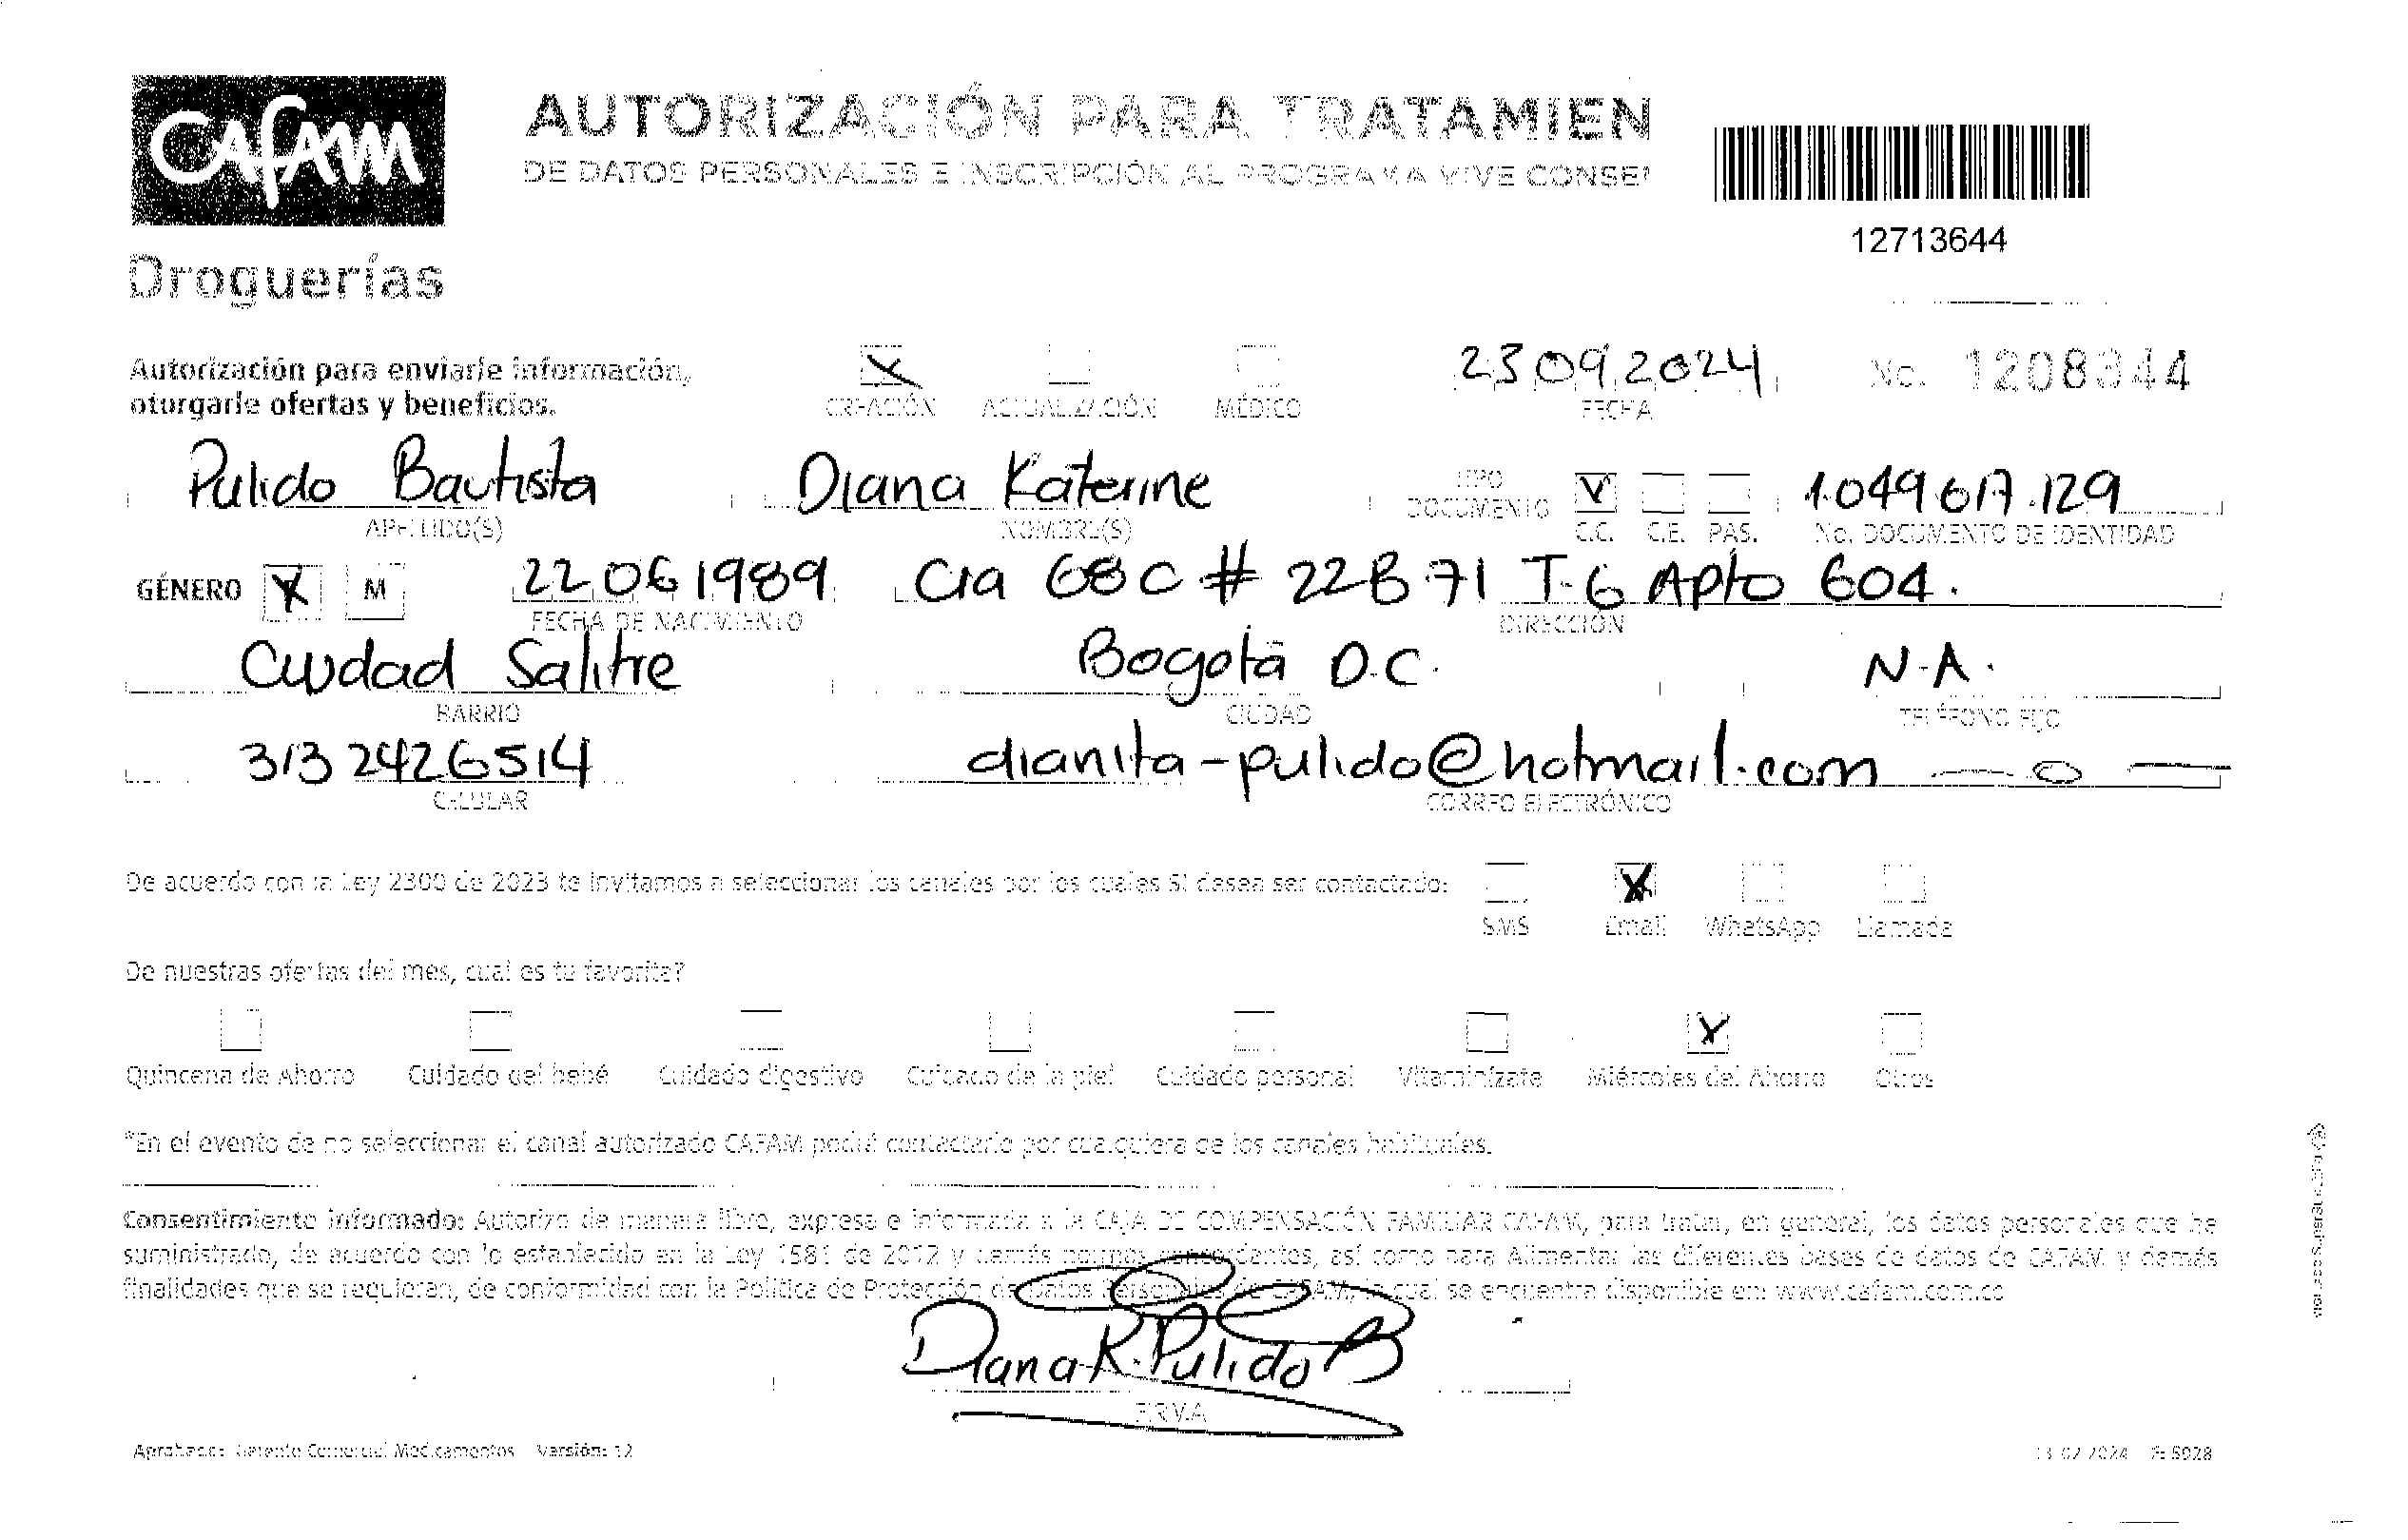 Cafam
AUTORIZACIÓN PARA TRATAMIEN
DE DATOS PERSONALES E INSCRIPCIÓN AL PROGRAMA VIVE CONSE
12713644
Droguerías
Autorización para enviarle información,
oturgarle ofertas y beneficios.
X
CREACIÓN ACTUALIZACIÓN MÉDICO
23 09 2024
FECHA
No. 1208344
Pulido Bautista
APELLIDO(S)
Diana Katerine
NOMBRE(S)
TIPO
DOCUMENTO
C.C. C.E. PAS.
1.049.617.129
No. DOCUMENTO DE IDENTIDAD
GÉNERO X M
22 06 1989
FECHA DE NACIMIENTO
Cra 68 C # 22B 71 T-6 Apto 604.
DIRECCIÓN
Ciudad Salitre
BARRIO
Bogotá D.C.
CIUDAD
N.A.
TELÉFONO FIJO
313 2426514
CELULAR
dianita-pulido@hotmail.com
CORREO ELECTRÓNICO
De acuerdo con la Ley 2300 de 2023 te invitamos a seleccionar los canales por los cuales SI desea ser contactado:
X
SMS Email WhatsApp Llamada
De nuestras ofertas del mes, cual es tu favorita?
X
Quincena de Ahorro Cuidado del bebé Cuidado digestivo Cuidado de la piel Cuidado personal Vitaminízate Miércoles del Ahorro Otros
*En el evento de no seleccionar el canal autorizado CAFAM podrá contactarlo por cualquiera de los canales habituales.
Consentimiento informado: Autorizo de manera libre, expresa e informada a la CAJA DE COMPENSACIÓN FAMILIAR CAFAM, para tratar, en general, los datos personales que he
suministrado, de acuerdo con lo establecido en la Ley 1581 de 2012 y demás normas concordantes, así como para Alimentar las diferentes bases de datos de CAFAM y demás
finalidades que se requieran, de conformidad con la Política de Protección de Datos Personales de CAFAM, la cual se encuentra disponible en: www.cafam.com.co
Diana K. Pulido B
FIRMA
Aprobado: Gerente Comercial Medicamentos Versión: 12
13 02 2024 F: 5928